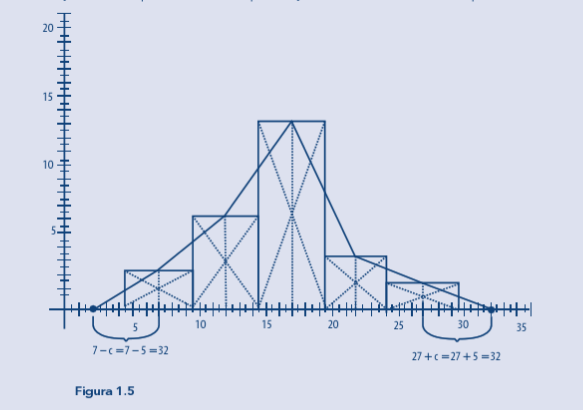 20
15
10
5
5 10 15 20 25 30 35
7 – c = 7 – 5 = 32
27 + c = 27 + 5 = 32
Figura 1.5